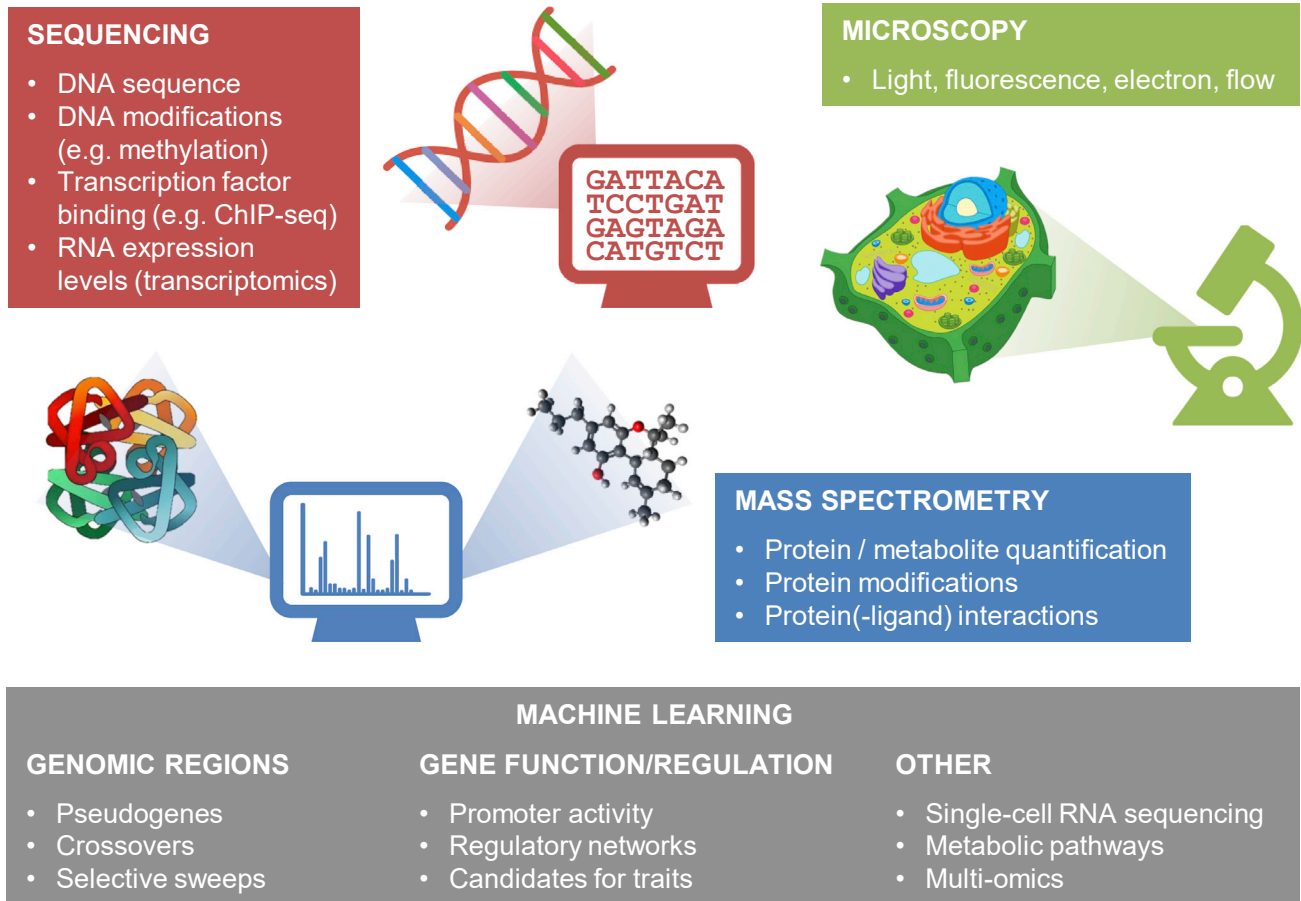 SEQUENCING
• DNA sequence
• DNA modifications
(e.g. methylation)
• Transcription factor
binding (e.g. ChIP-seq)
• RNA expression
levels (transcriptomics)
GATTACA
TCCTGAT
GAGTAGA
CATGTCT
MICROSCOPY
• Light, fluorescence, electron, flow
MASS SPECTROMETRY
• Protein / metabolite quantification
• Protein modifications
• Protein(-ligand) interactions
MACHINE LEARNING
GENOMIC REGIONS
• Pseudogenes
• Crossovers
• Selective sweeps
GENE FUNCTION/REGULATION
• Promoter activity
• Regulatory networks
• Candidates for traits
OTHER
• Single-cell RNA sequencing
• Metabolic pathways
• Multi-omics